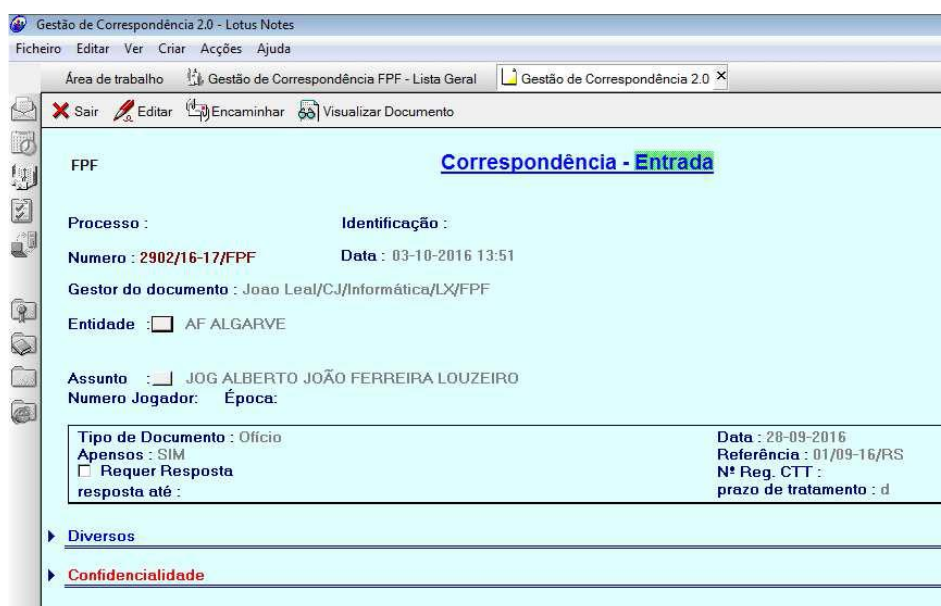 Gestão de Correspondência 2.0 - Lotus Notes
Ficheiro Editar Ver Criar Acções Ajuda
Área de trabalho Gestão de Correspondência FPF - Lista Geral Gestão de Correspondência 2.0
Sair Editar Encaminhar Visualizar Documento
FPF Correspondência - Entrada
Processo : Identificação :
Numero : 2902/16-17/FPF Data : 03-10-2016 13:51
Gestor do documento : Joao Leal/CJ/Informática/LX/FPF
Entidade : AF ALGARVE
Assunto : JOG ALBERTO JOÃO FERREIRA LOUZEIRO
Numero Jogador: Época:
Tipo de Documento : Ofício Data : 28-09-2016
Apensos : SIM Referência : 01/09-16/RS
Requer Resposta Nº Reg. CTT :
resposta até : prazo de tratamento : d
Diversos
Confidencialidade